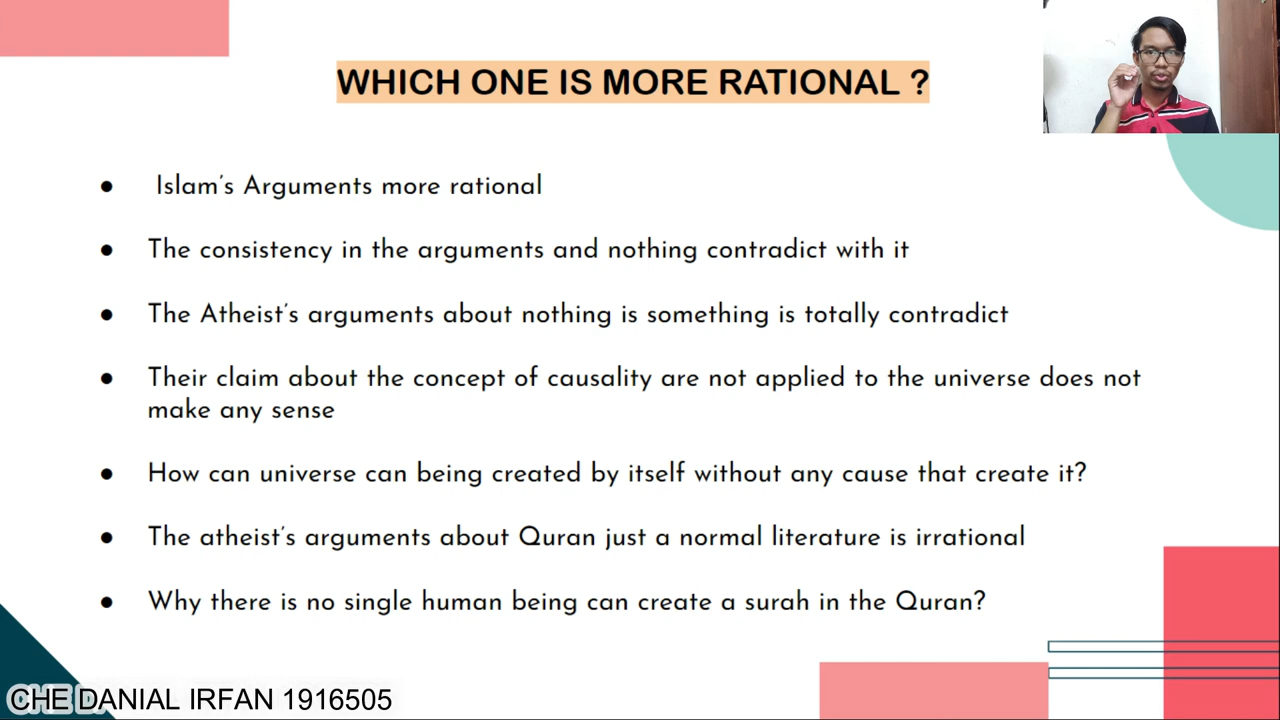 WHICH ONE IS MORE RATIONAL ?
● Islam's Arguments more rational
● The consistency in the arguments and nothing contradict with it
● The Atheist's arguments about nothing is something is totally contradict
● Their claim about the concept of causality are not applied to the universe does not
make any sense
● How can universe can being created by itself without any cause that create it?
● The atheist's arguments about Quran just a normal literature is irrational
● Why there is no single human being can create a surah in the Quran?
CHE DANIAL IRFAN 1916505